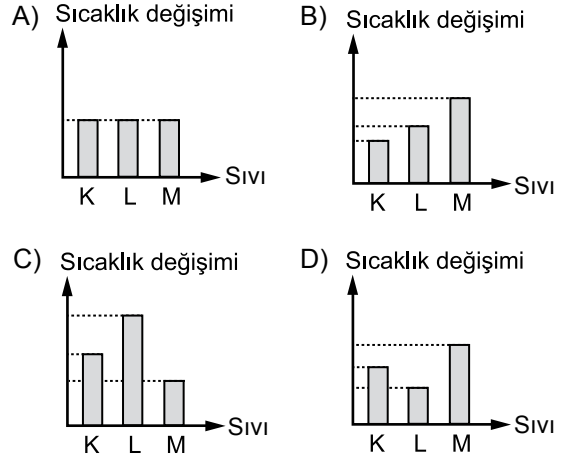 A) Sıcaklık değişimi
Sıvı
K L M
B) Sıcaklık değişimi
Sıvı
K L M
C) Sıcaklık değişimi
Sıvı
K L M
D) Sıcaklık değişimi
Sıvı
K L M